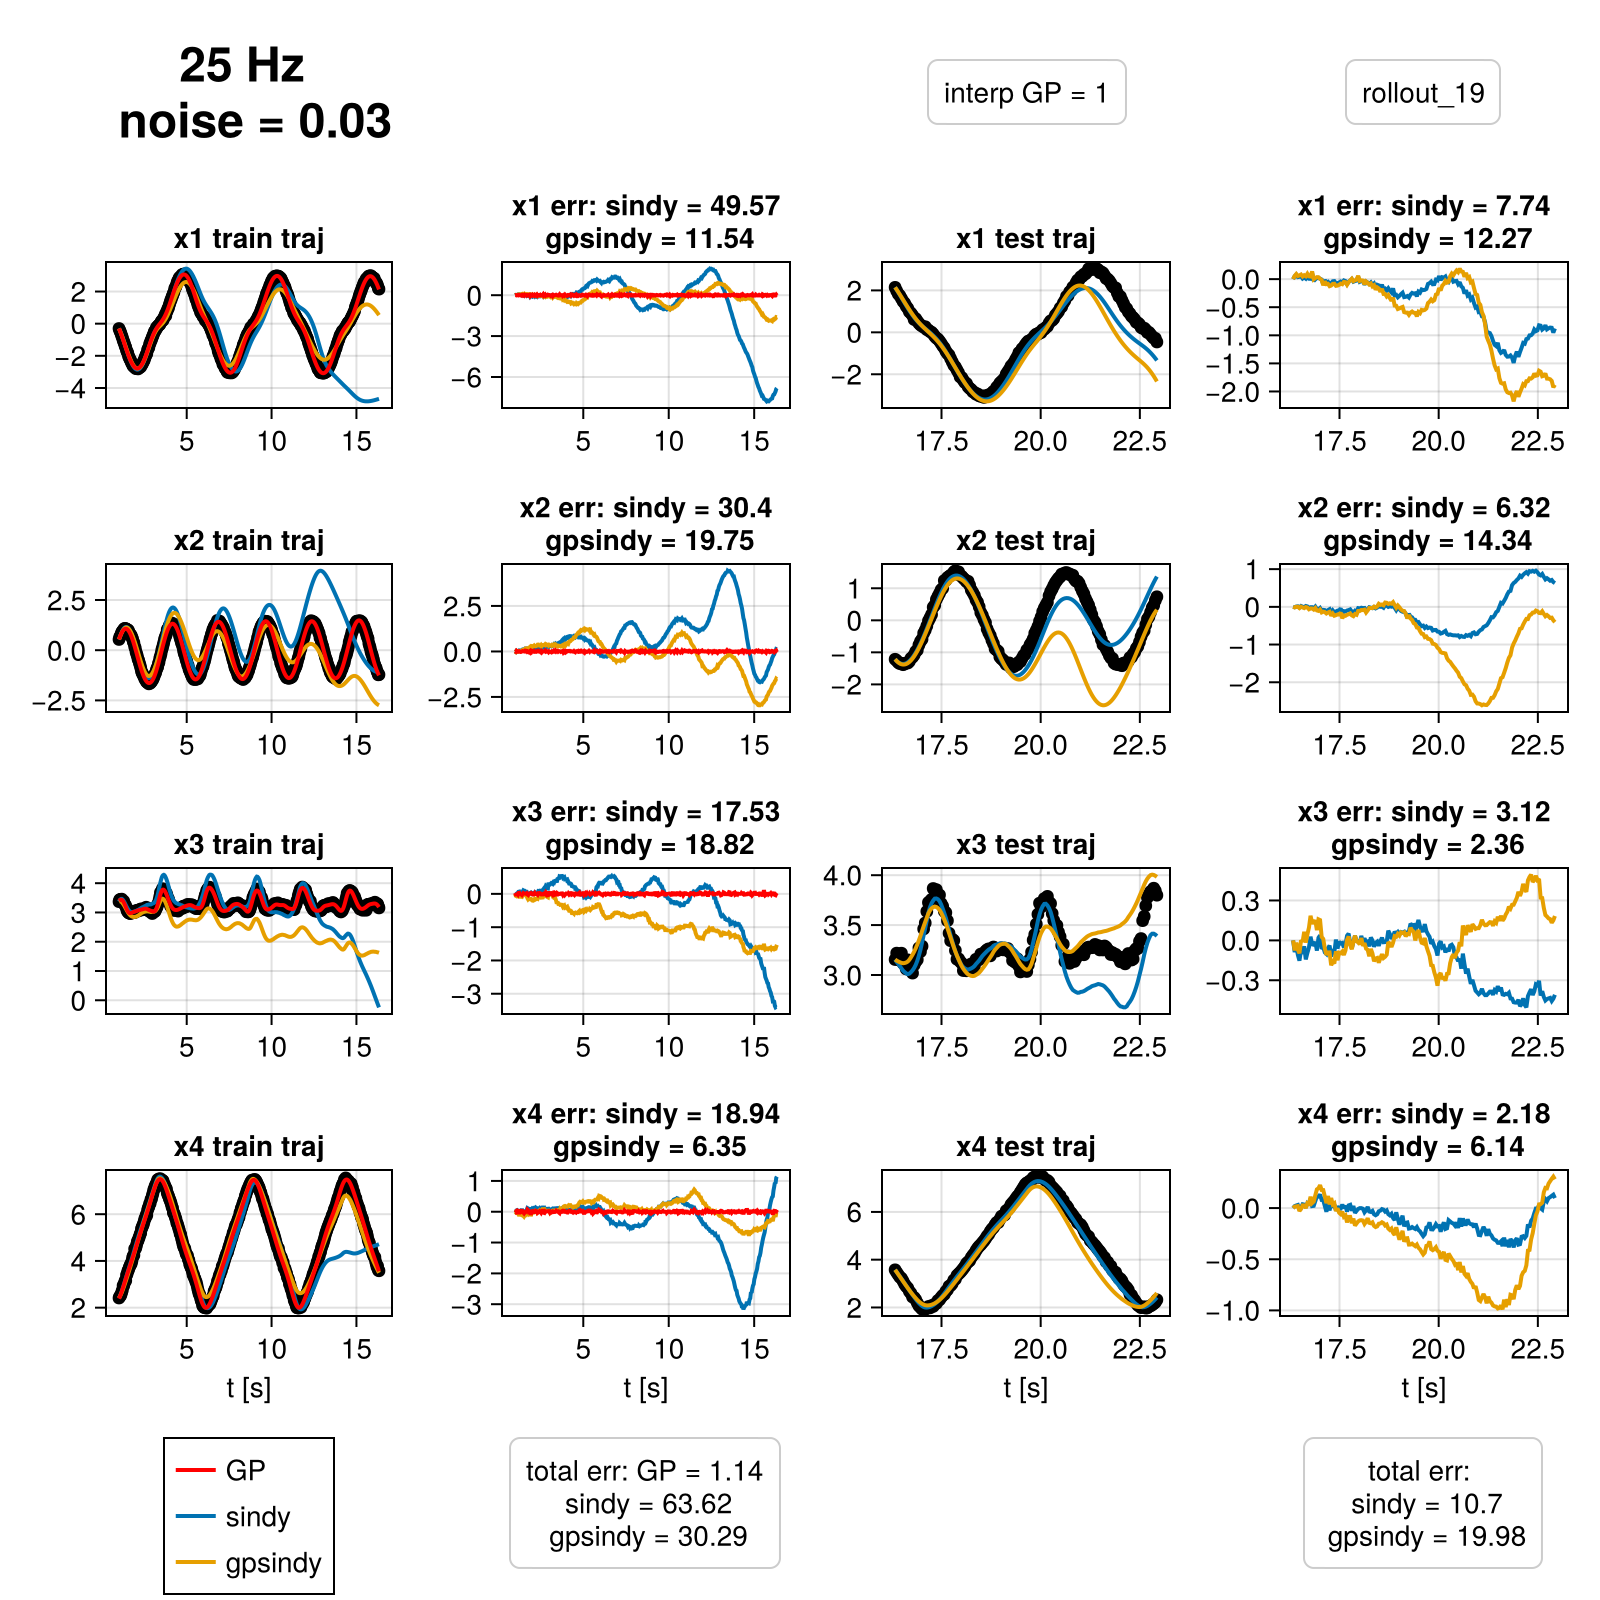 25 Hz
noise = 0.03
interp GP = 1
rollout_19
x1 train traj
2
0
−2
−4
5 10 15
x1 err: sindy = 49.57
gpsindy = 11.54
0
−3
−6
5 10 15
x1 test traj
2
0
−2
17.5 20.0 22.5
x1 err: sindy = 7.74
gpsindy = 12.27
0.0
−0.5
−1.0
−1.5
−2.0
17.5 20.0 22.5
x2 train traj
2.5
0.0
−2.5
5 10 15
x2 err: sindy = 30.4
gpsindy = 19.75
2.5
0.0
−2.5
5 10 15
x2 test traj
1
0
−1
−2
17.5 20.0 22.5
x2 err: sindy = 6.32
gpsindy = 14.34
1
0
−1
−2
17.5 20.0 22.5
x3 train traj
4
3
2
1
0
5 10 15
x3 err: sindy = 17.53
gpsindy = 18.82
0
−1
−2
−3
5 10 15
x3 test traj
4.0
3.5
3.0
17.5 20.0 22.5
x3 err: sindy = 3.12
gpsindy = 2.36
0.3
0.0
−0.3
17.5 20.0 22.5
x4 train traj
6
4
2
5 10 15
t [s]
x4 err: sindy = 18.94
gpsindy = 6.35
1
0
−1
−2
−3
5 10 15
t [s]
x4 test traj
6
4
2
17.5 20.0 22.5
t [s]
x4 err: sindy = 2.18
gpsindy = 6.14
0.0
−0.5
−1.0
17.5 20.0 22.5
t [s]
GP
sindy
gpsindy
total err: GP = 1.14
sindy = 63.62
gpsindy = 30.29
total err:
sindy = 10.7
gpsindy = 19.98